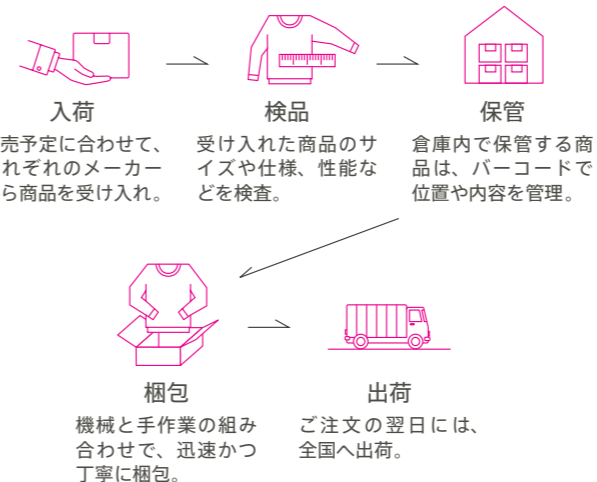 入荷
売予定に合わせて、
れぞれのメーカー
ら商品を受け入れ。
検品
受け入れた商品のサ
イズや仕様、性能な
どを検査。
保管
倉庫内で保管する商
品は、バーコードで
位置や内容を管理。
梱包
機械と手作業の組み
合わせで、迅速かつ
丁寧に梱包。
出荷
ご注文の翌日には、
全国へ出荷。